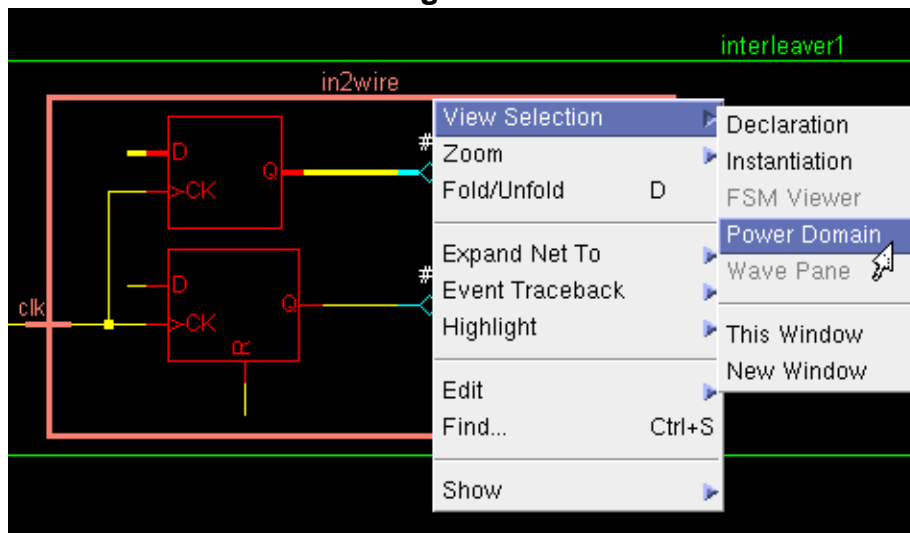 interleaver1
in2wire
View Selection
Declaration
D
Q
#
Zoom
Instantiation
CK
Fold/Unfold D
FSM Viewer
Power Domain
Expand Net To
Wave Pane
D
Q
#
Event Traceback
clk
CK
Highlight
This Window
R
New Window
Edit
Find... Ctrl+S
Show